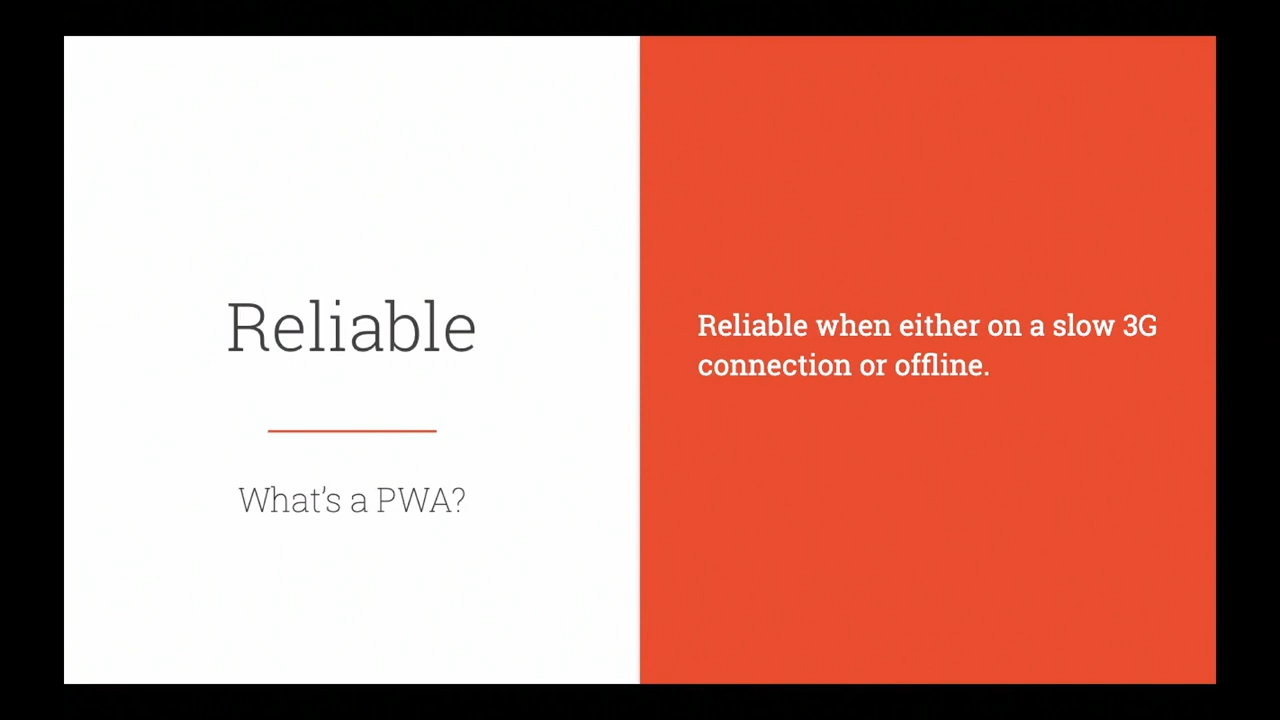 Reliable
What's a PWA?
Reliable when either on a slow 3G
connection or offline.